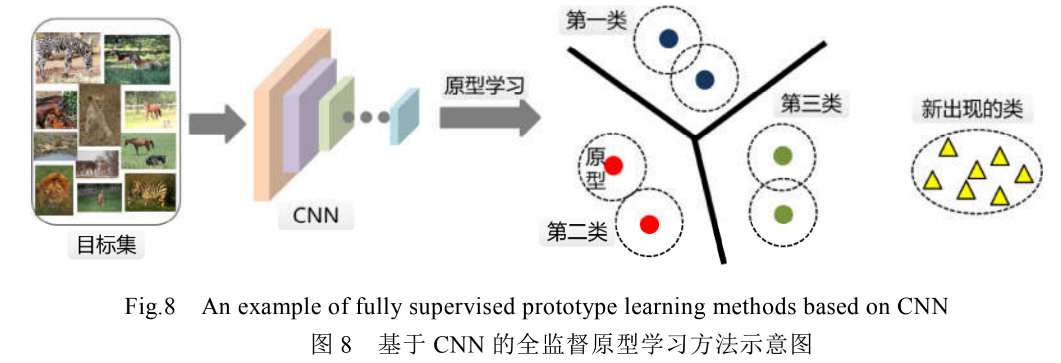 目标集
CNN
原型学习
第一类
第三类
原型
第二类
新出现的类
Fig.8 An example of fully supervised prototype learning methods based on CNN
图 8 基于 CNN 的全监督原型学习方法示意图